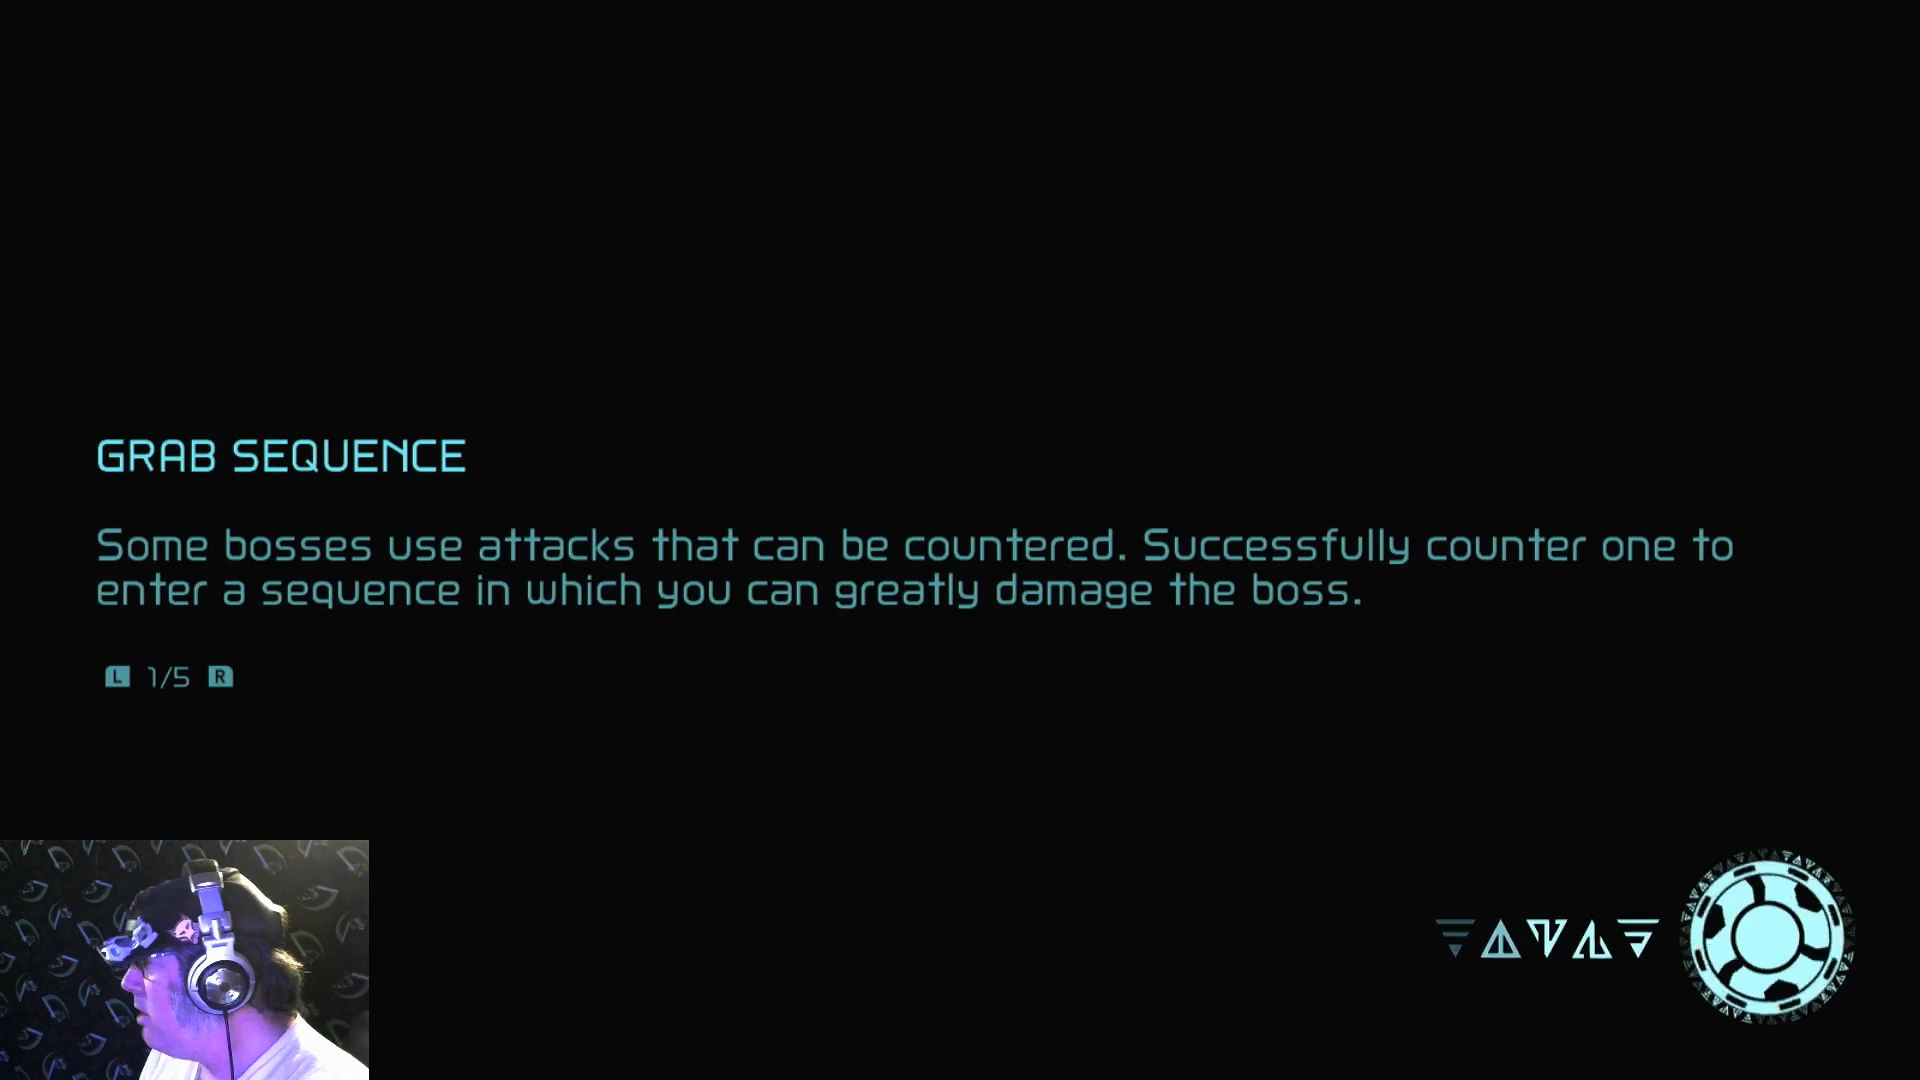 GRAB SEQUENCE
Some bosses use attacks that can be countered. Successfully counter one to
enter a sequence in which you can greatly damage the boss.
L 1/5 R